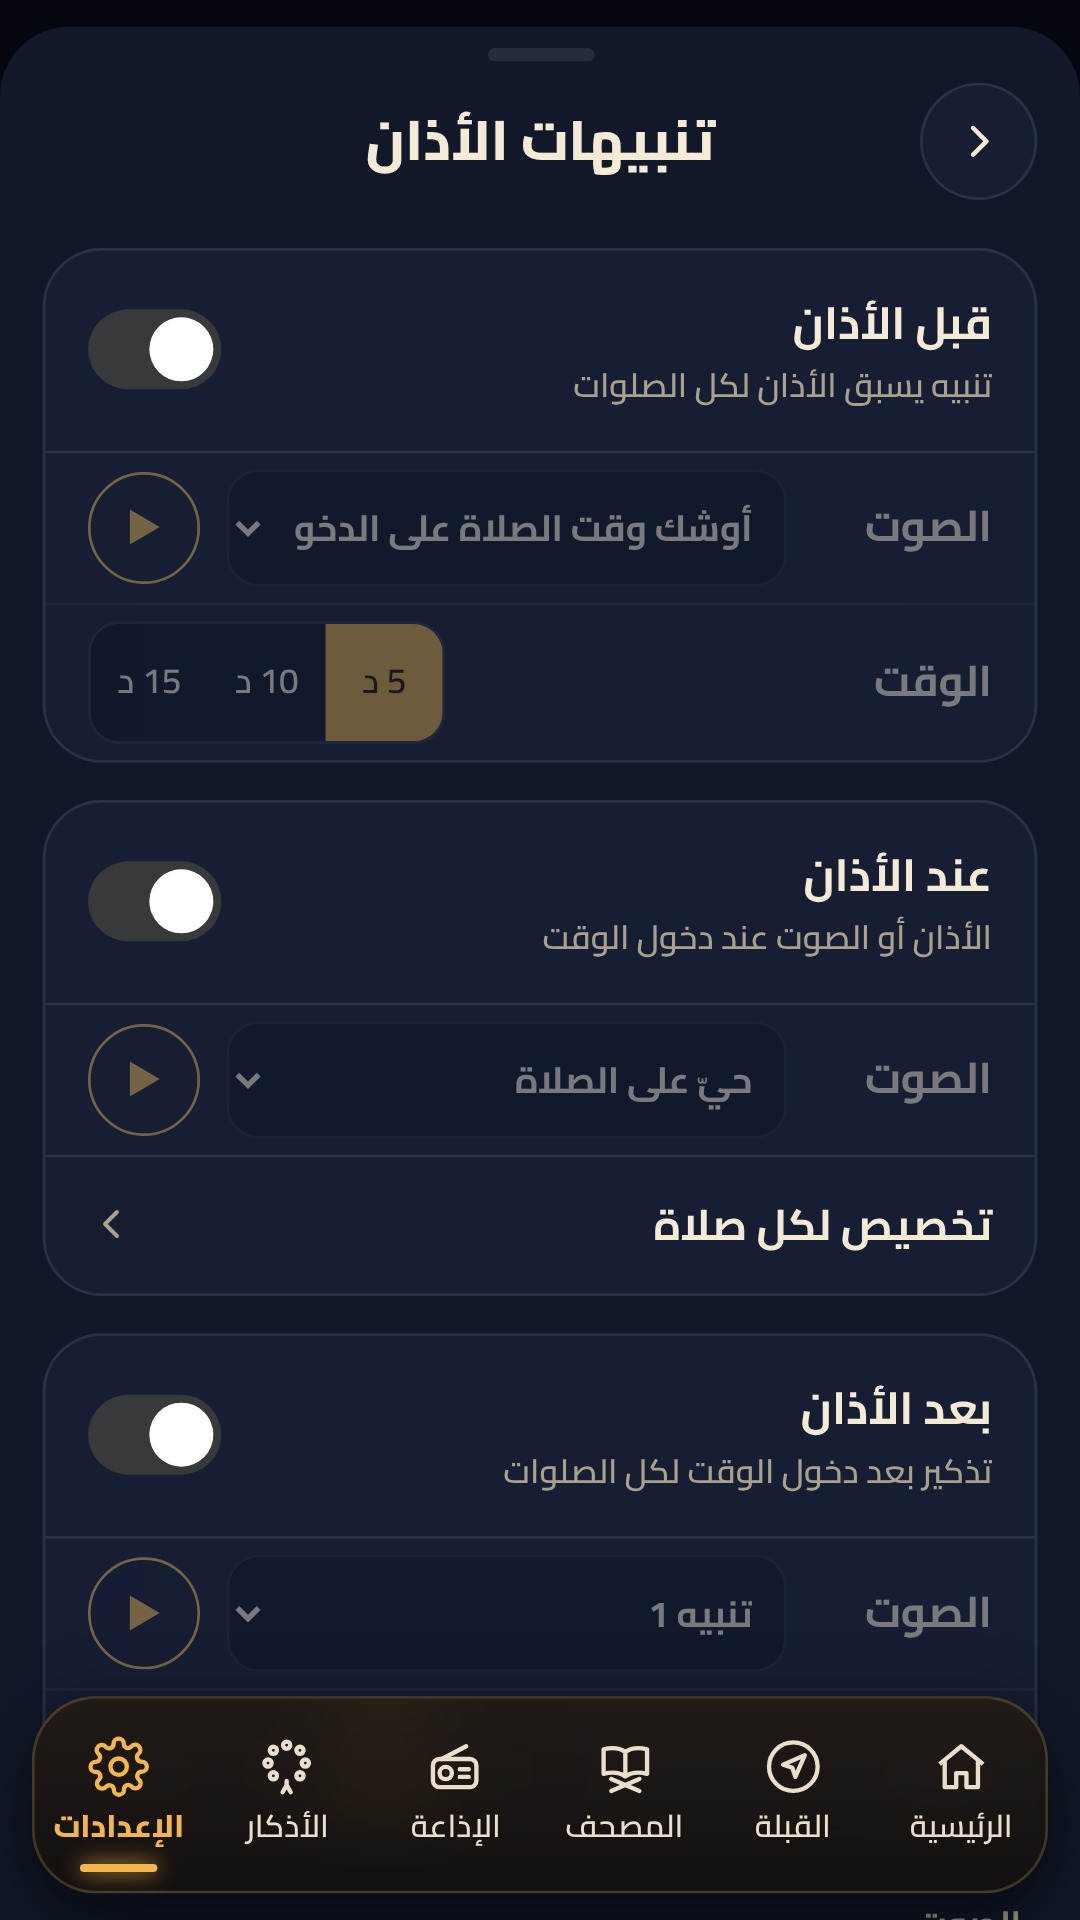 تنبيهات الأذان
قبل الأذان
تنبيه يسبق الأذان لكل الصلوات
الصوت
أوشك وقت الصلاة على الدخو
الوقت
5 د
10 د
15 د
عند الأذان
الأذان أو الصوت عند دخول الوقت
الصوت
حيّ على الصلاة
تخصيص لكل صلاة
بعد الأذان
تذكير بعد دخول الوقت لكل الصلوات
الصوت
تنبيه 1
الرئيسية
القبلة
المصحف
الإذاعة
الأذكار
الإعدادات